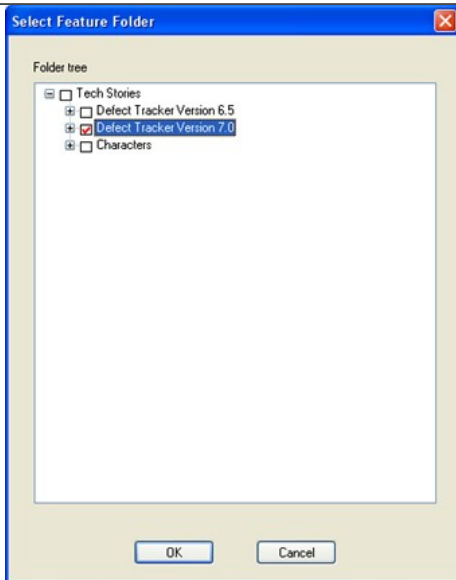 Select Feature Folder
Folder tree
Tech Stories
Defect Tracker Version 6.5
Defect Tracker Version 7.0
Characters
OK Cancel